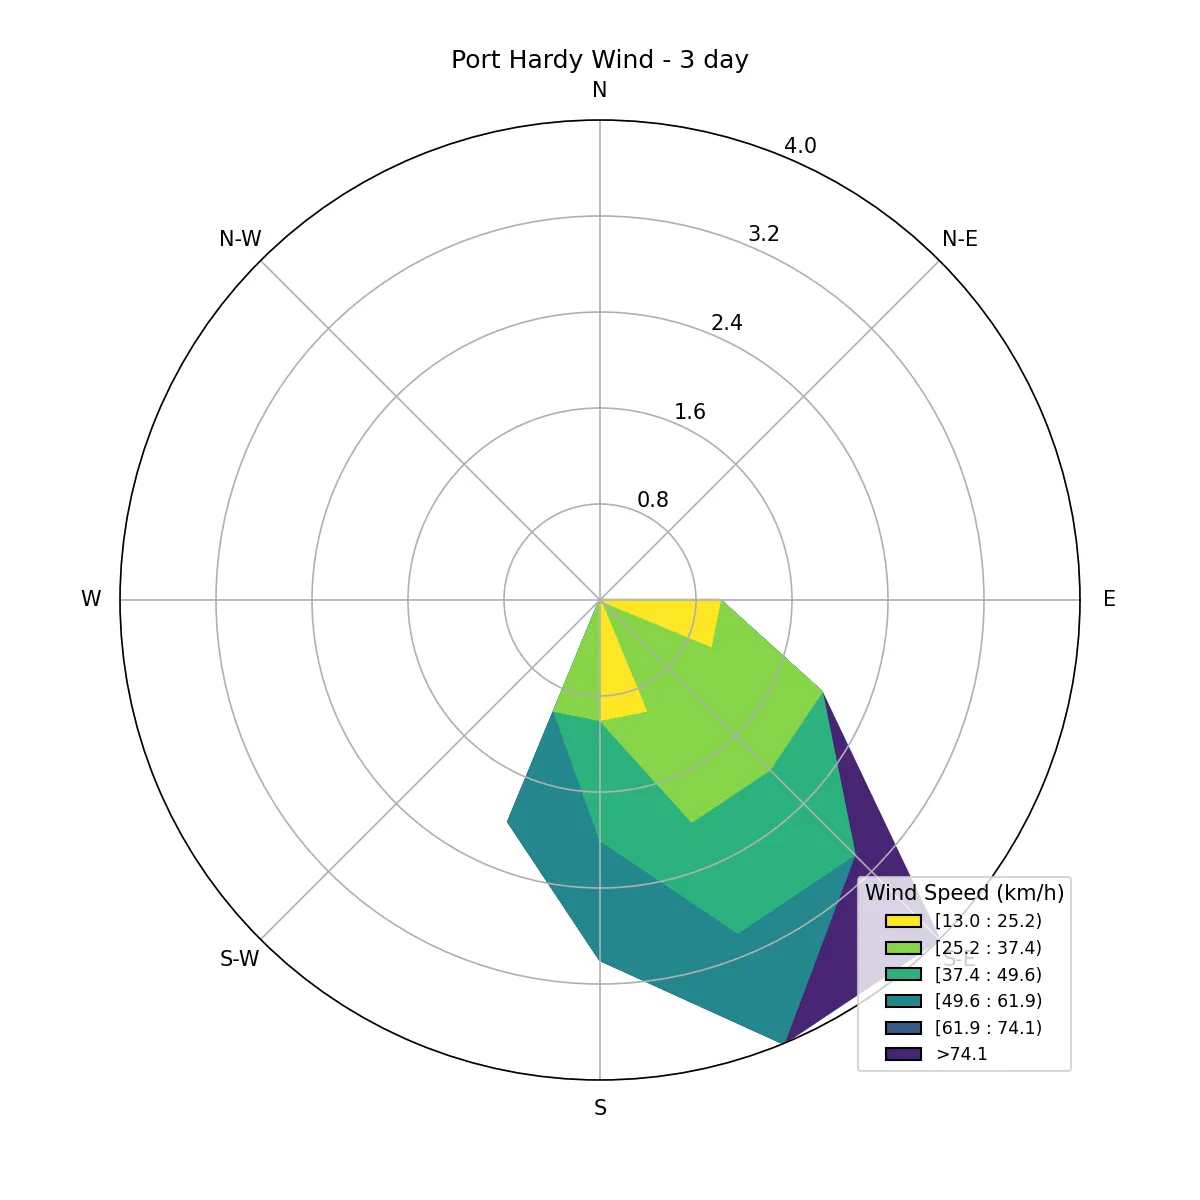 Port Hardy Wind - 3 day
N
4.0
N-W
3.2
N-E
2.4
1.6
0.8
W
E
Wind Speed (km/h)
[13.0 : 25.2)
[25.2 : 37.4)
S-W
S-E
[37.4 : 49.6)
[49.6 : 61.9)
[61.9 : 74.1)
>74.1
S